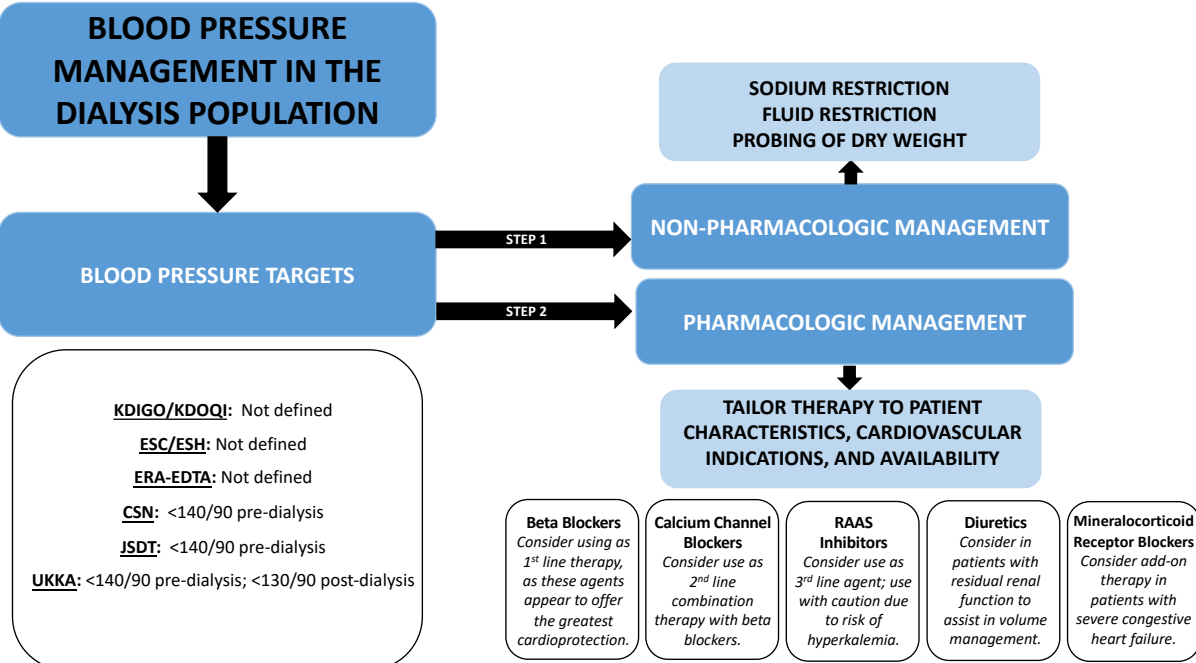 BLOOD PRESSURE
MANAGEMENT IN THE
DIALYSIS POPULATION
BLOOD PRESSURE TARGETS
KDIGO/KDOQI: Not defined
ESC/ESH: Not defined
ERA-EDTA: Not defined
CSN: <140/90 pre-dialysis
JSDT: <140/90 pre-dialysis
UKKA: <140/90 pre-dialysis; <130/90 post-dialysis
STEP 1
STEP 2
SODIUM RESTRICTION
FLUID RESTRICTION
PROBING OF DRY WEIGHT
NON-PHARMACOLOGIC MANAGEMENT
PHARMACOLOGIC MANAGEMENT
TAILOR THERAPY TO PATIENT
CHARACTERISTICS, CARDIOVASCULAR
INDICATIONS, AND AVAILABILITY
Beta Blockers
Consider using as
1st line therapy,
as these agents
appear to offer
the greatest
cardioprotection.
Calcium Channel
Blockers
Consider use as
2nd line
combination
therapy with beta
blockers.
RAAS
Inhibitors
Consider use as
3rd line agent; use
with caution due
to risk of
hyperkalemia.
Diuretics
Consider in
patients with
residual renal
function to
assist in volume
management.
Mineralocorticoid
Receptor Blockers
Consider add-on
therapy in
patients with
severe congestive
heart failure.